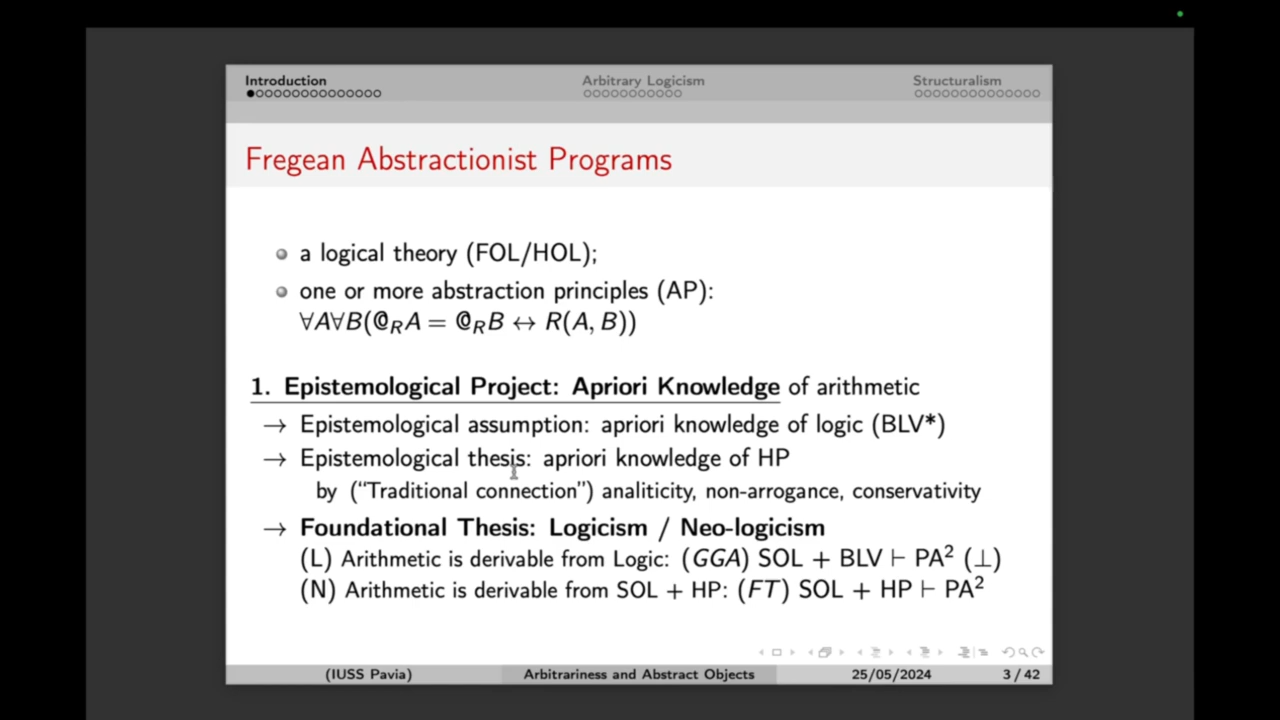 Introduction
Arbitrary Logicism
Structuralism
Fregean Abstractionist Programs
a logical theory (FOL/HOL);
one or more abstraction principles (AP):
∀A∀B(@_R A = @_R B ↔ R(A, B))
1. Epistemological Project: Apriori Knowledge of arithmetic
→ Epistemological assumption: apriori knowledge of logic (BLV*)
→ Epistemological thesis: apriori knowledge of HP
by (“Traditional connection”) analiticity, non-arrogance, conservativity
→ Foundational Thesis: Logicism / Neo-logicism
(L) Arithmetic is derivable from Logic: (GGA) SOL + BLV ⊢ PA² (⊥)
(N) Arithmetic is derivable from SOL + HP: (FT) SOL + HP ⊢ PA²
(IUSS Pavia)
Arbitrariness and Abstract Objects
25/05/2024
3 / 42